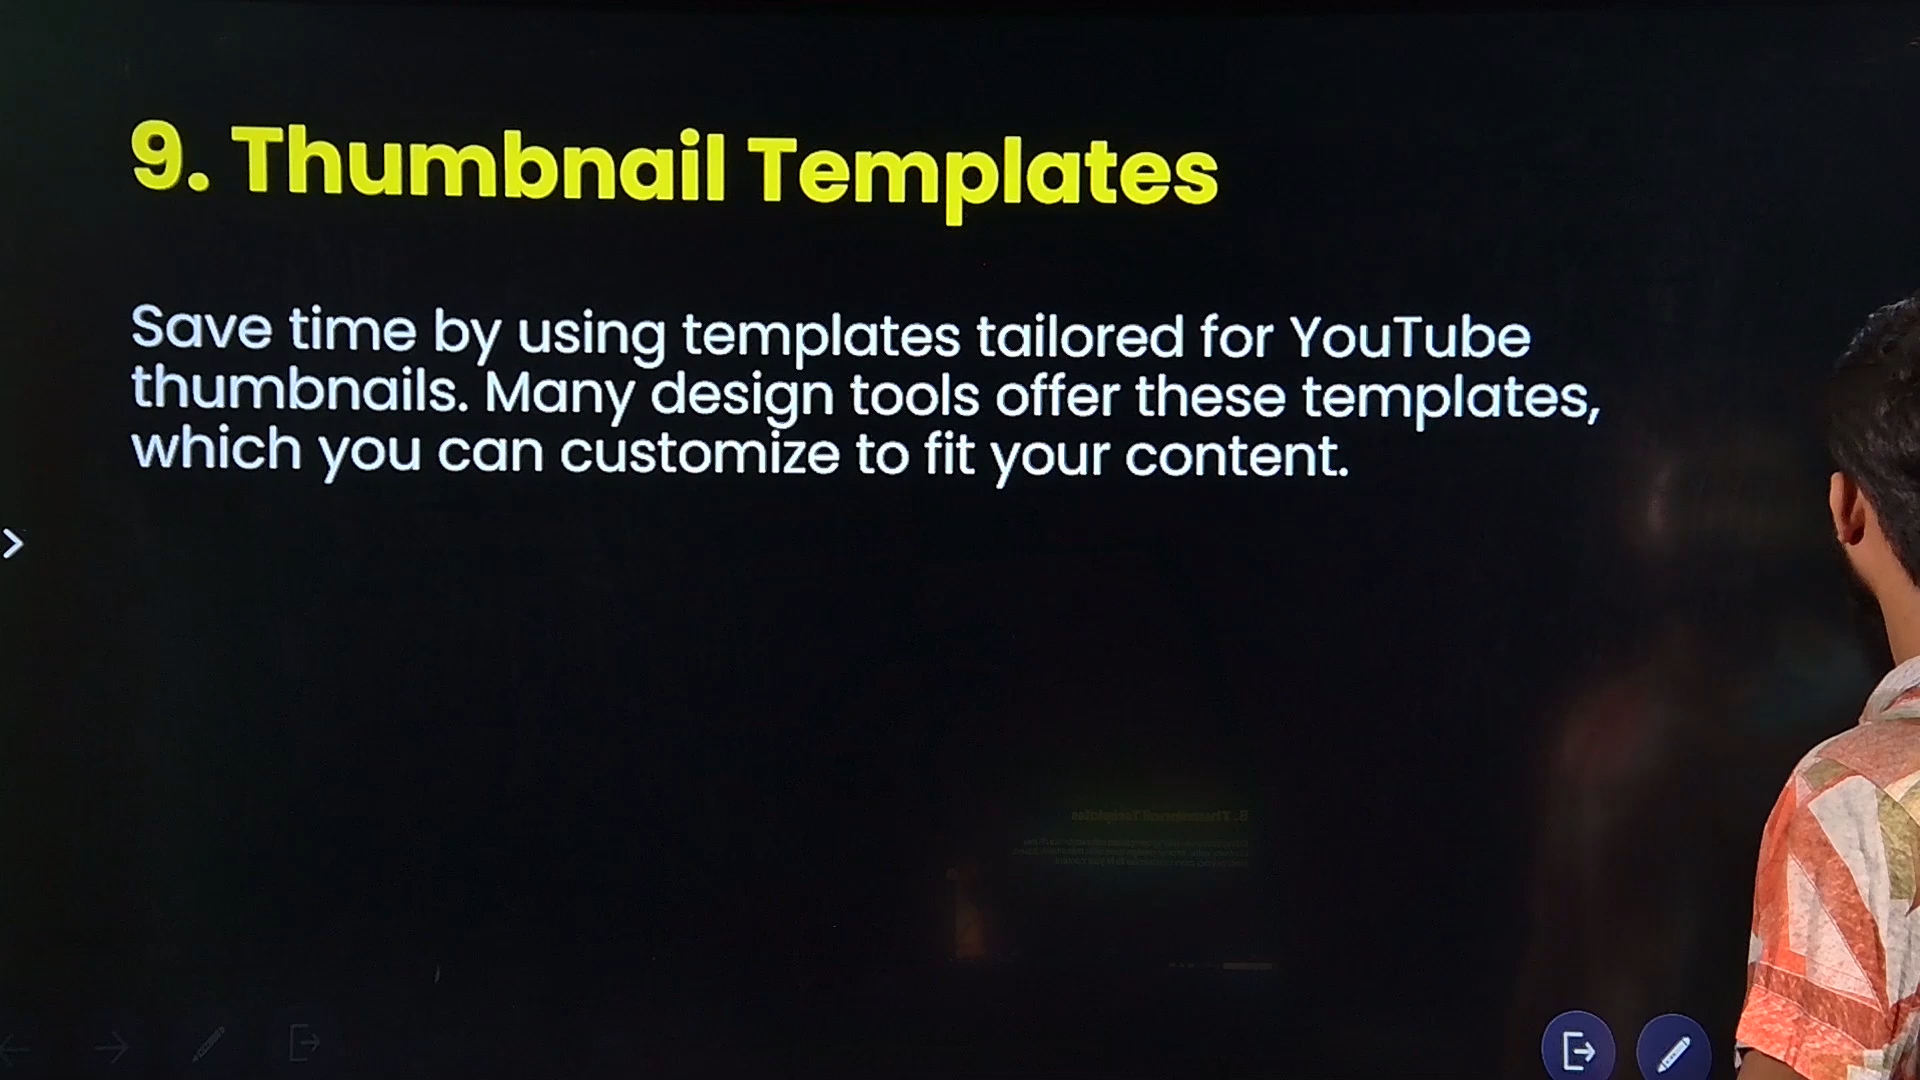 9. Thumbnail Templates
Save time by using templates tailored for YouTube
thumbnails. Many design tools offer these templates,
which you can customize to fit your content.